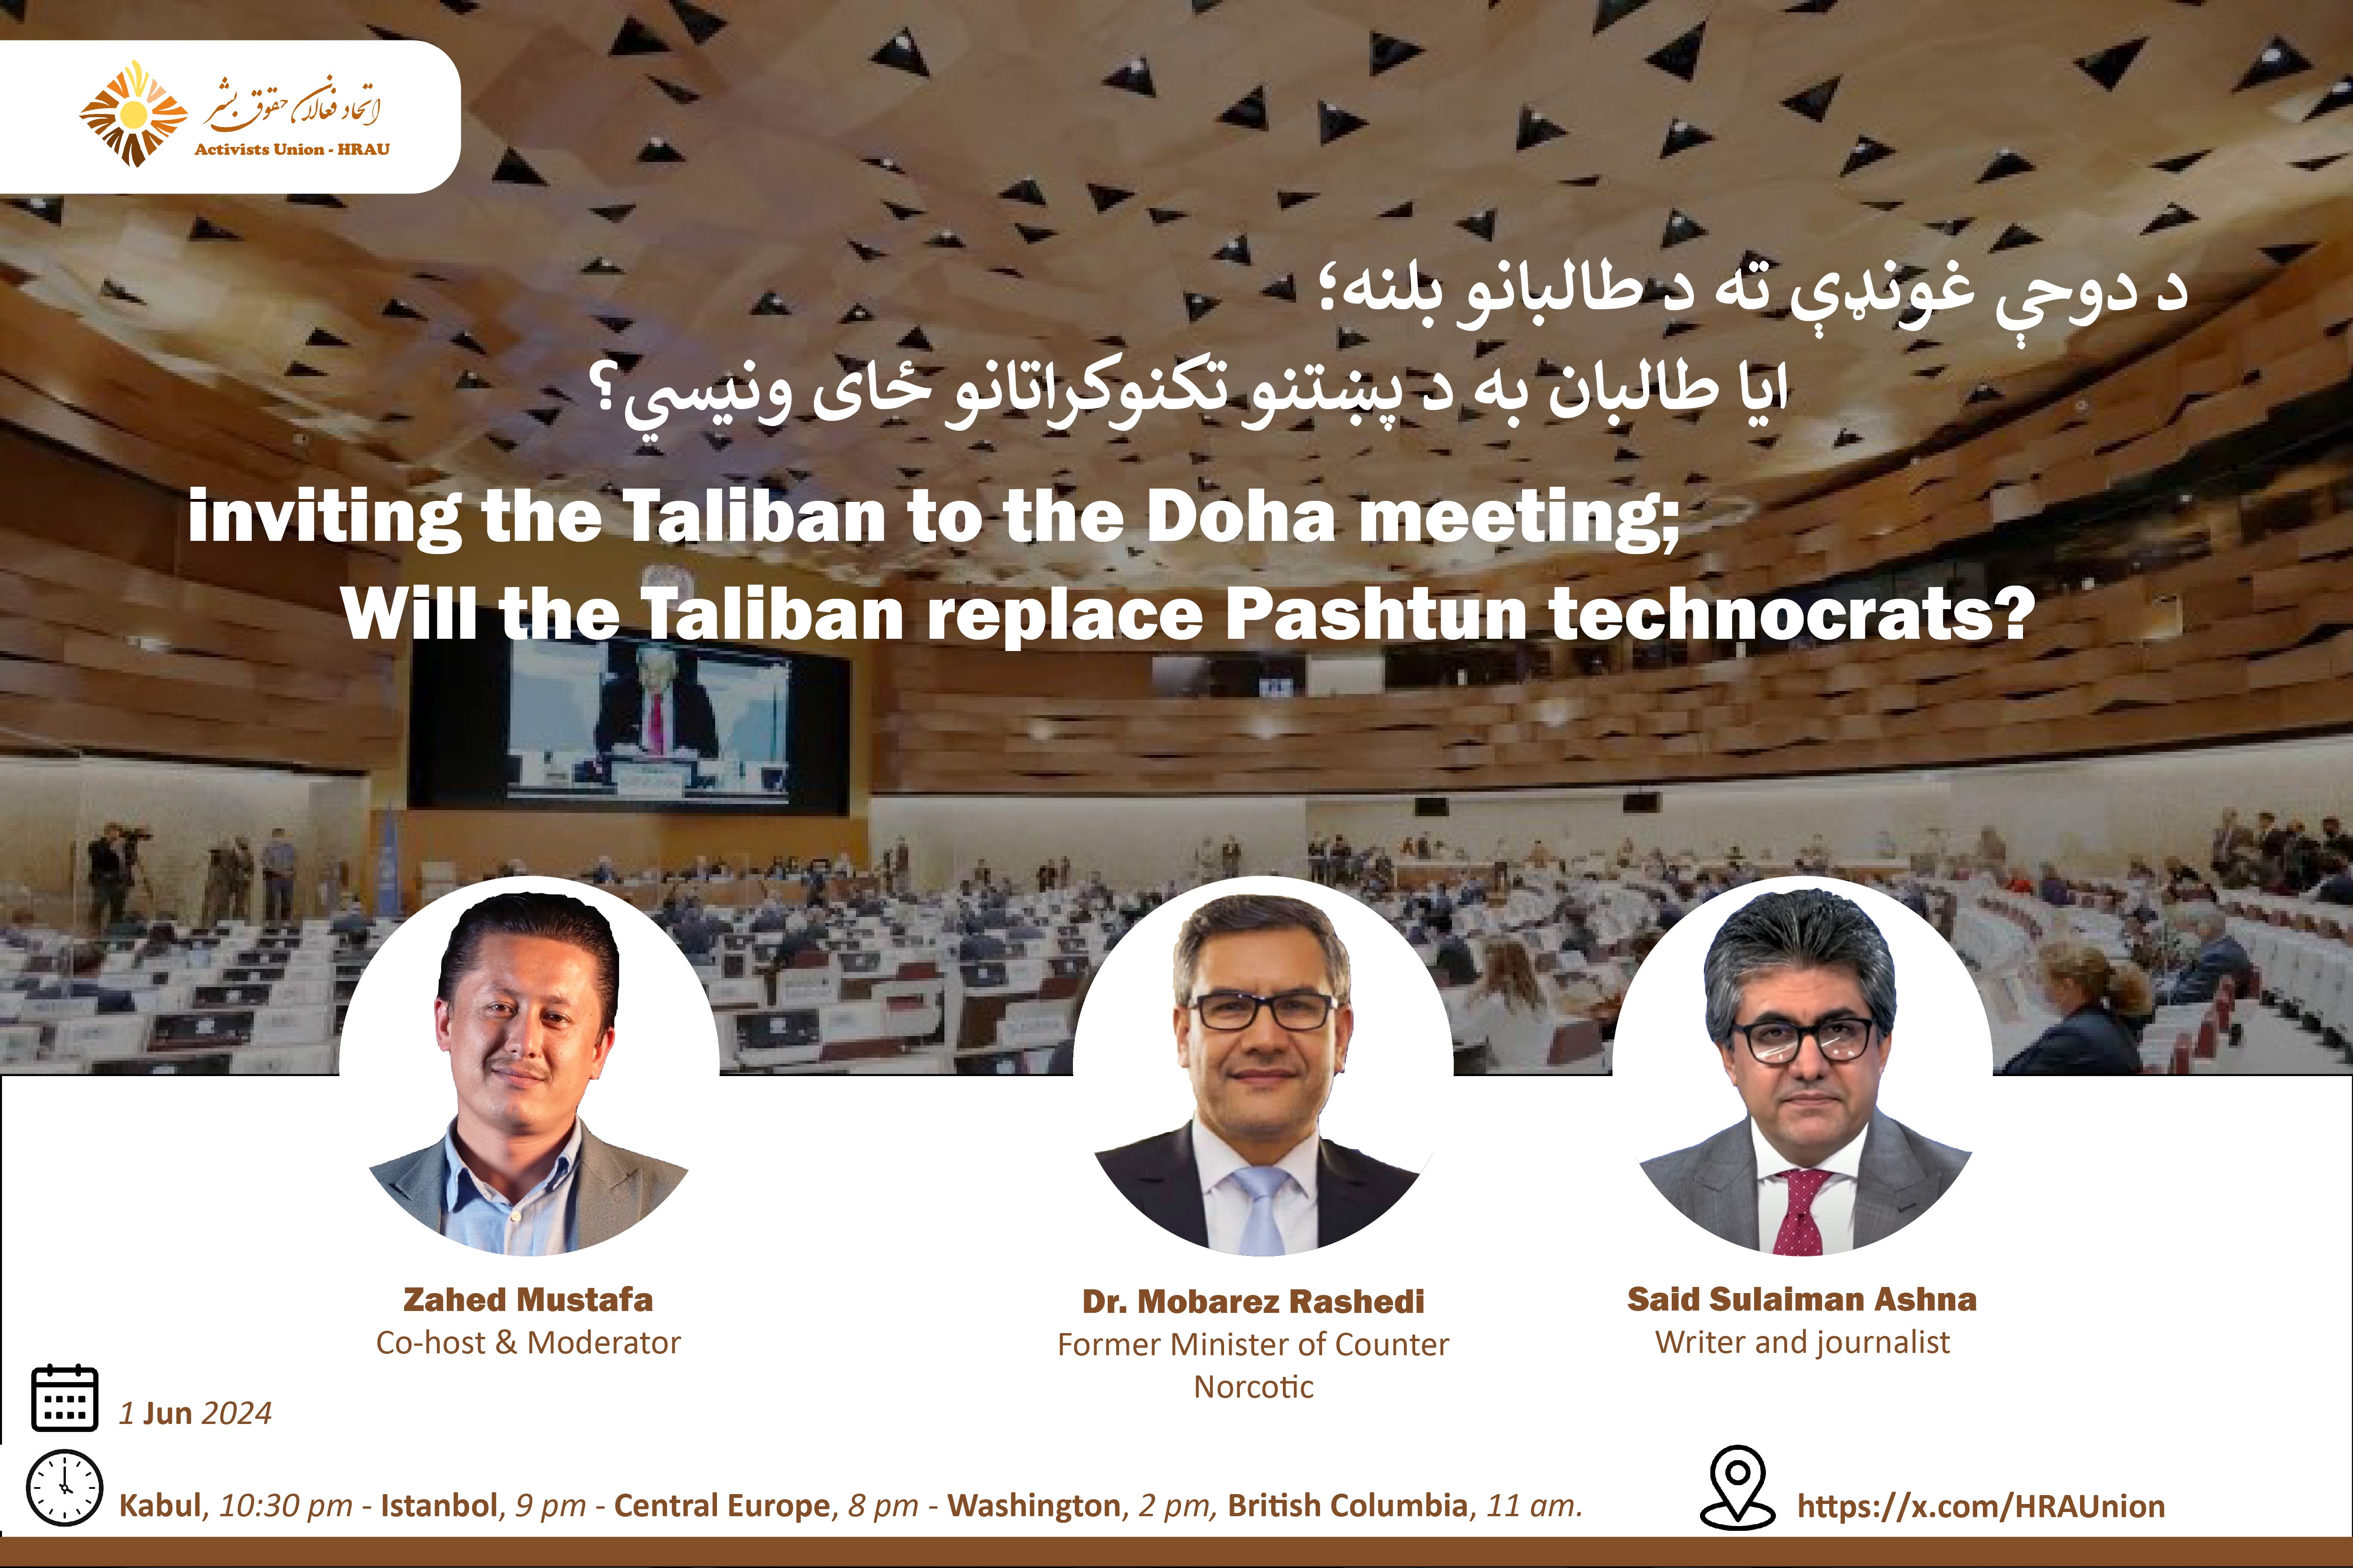 اتحاد فعالان حقوق بشر
Activists Union - HRAU
د دوحې غونډې ته د طالبانو بلنه؛
ایا طالبان به د پښتنو تکنوکراتانو ځای ونیسي؟
inviting the Taliban to the Doha meeting;
Will the Taliban replace Pashtun technocrats?
Zahed Mustafa
Co-host & Moderator
Dr. Mobarez Rashedi
Former Minister of Counter
Norcotic
Said Sulaiman Ashna
Writer and journalist
1 Jun 2024
Kabul, 10:30 pm - Istanbol, 9 pm - Central Europe, 8 pm - Washington, 2 pm, British Columbia, 11 am.
https://x.com/HRAUnion